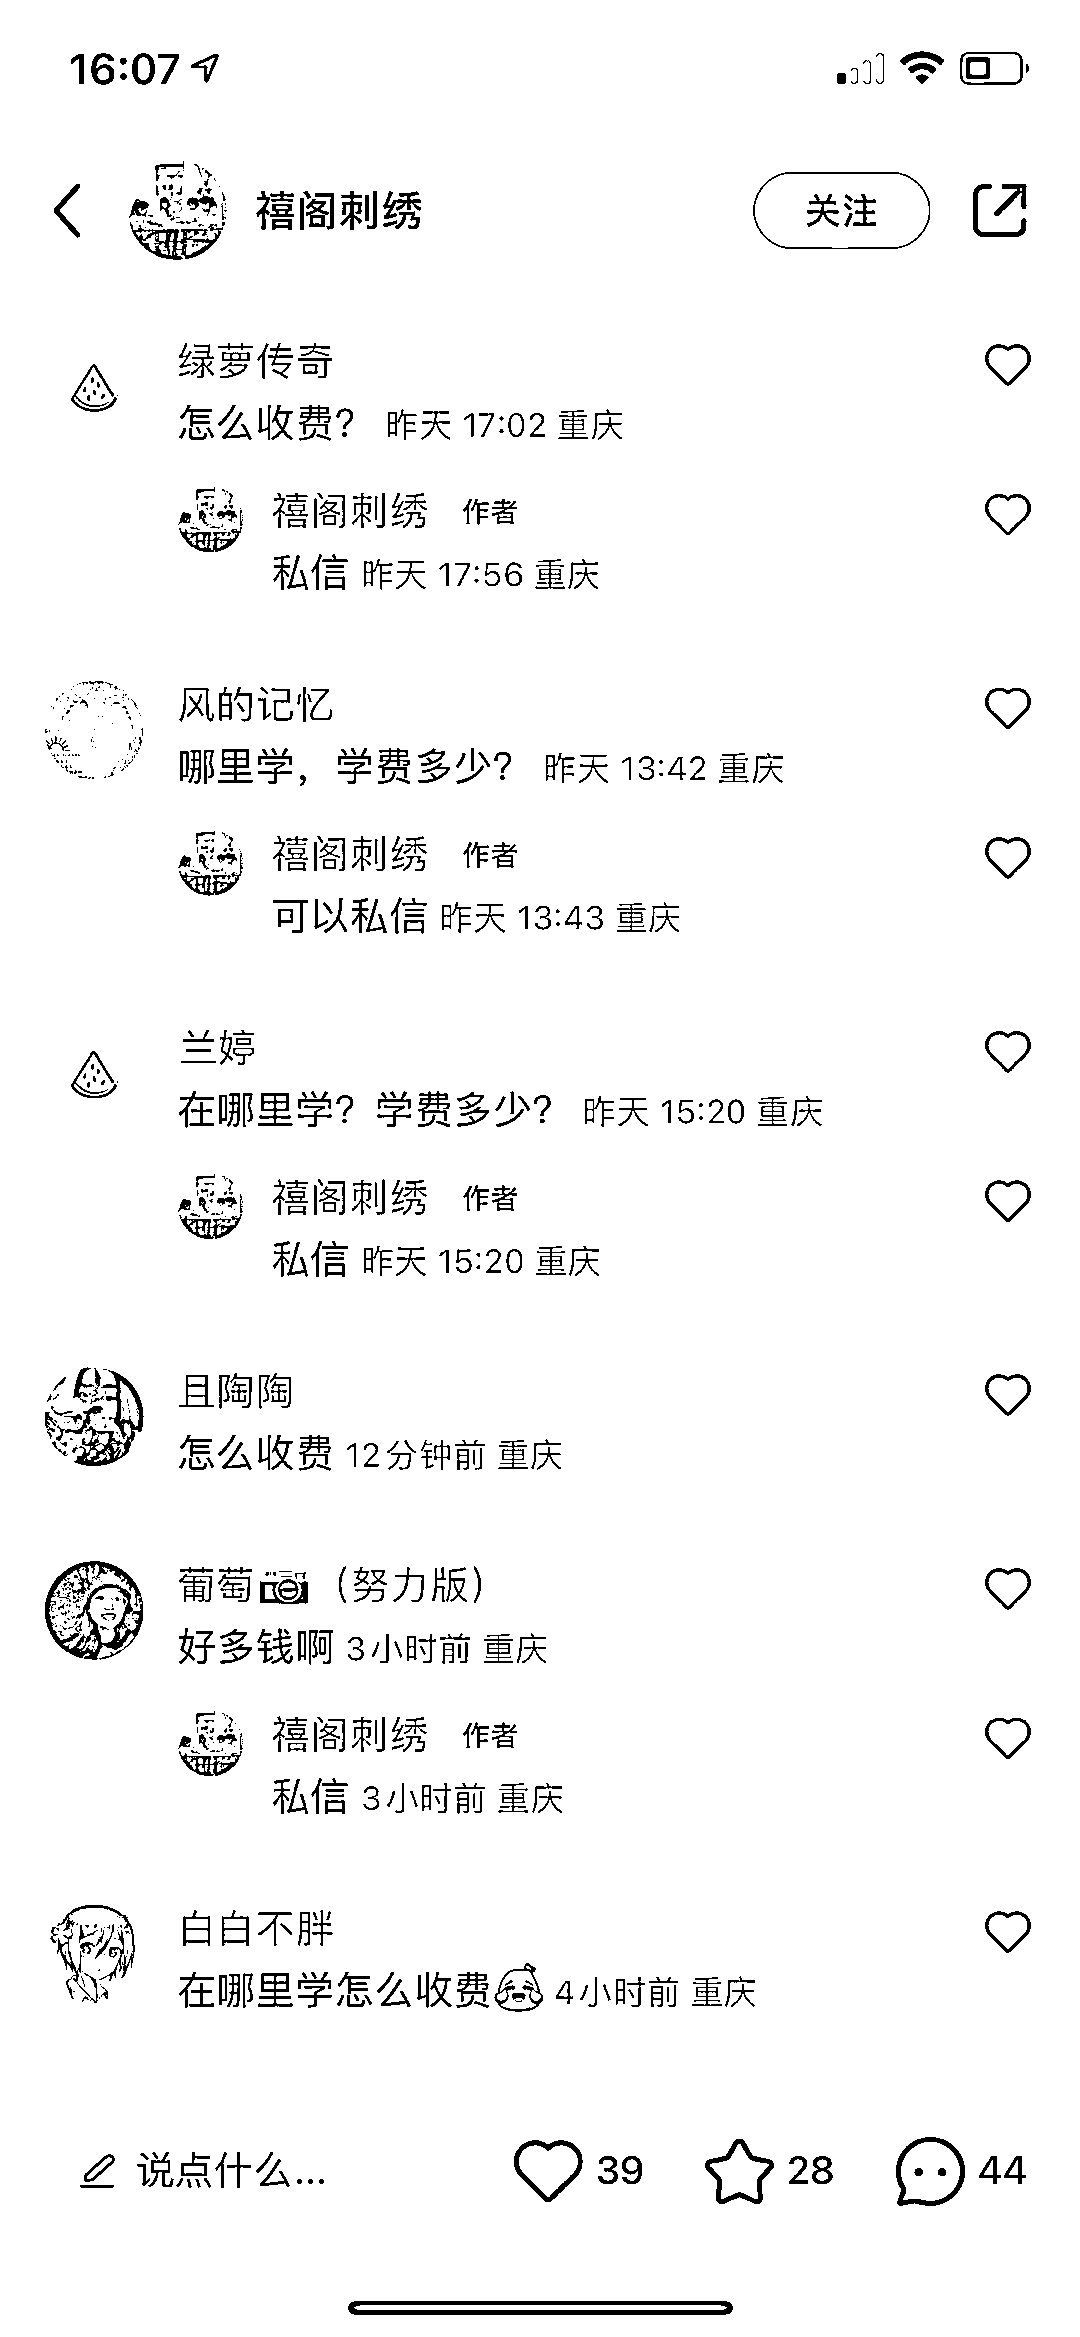 16:07
禧阁刺绣
关注
绿萝传奇
怎么收费? 昨天 17:02 重庆
禧阁刺绣 作者
私信 昨天 17:56 重庆
风的记忆
哪里学，学费多少? 昨天 13:42 重庆
禧阁刺绣 作者
可以私信 昨天 13:43 重庆
兰婷
在哪里学? 学费多少? 昨天 15:20 重庆
禧阁刺绣 作者
私信 昨天 15:20 重庆
且陶陶
怎么收费 12分钟前 重庆
葡萄📷（努力版）
好多钱啊 3小时前 重庆
禧阁刺绣 作者
私信 3小时前 重庆
白白不胖
在哪里学怎么收费 4小时前 重庆
说点什么... 39 28 44